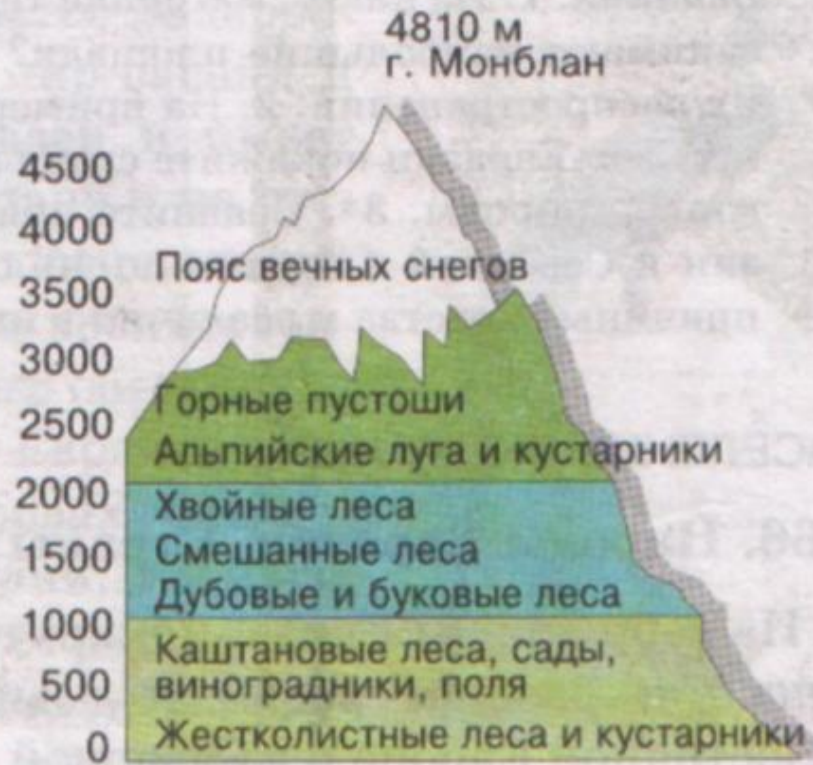 4810 м
г. Монблан
4500
4000
Пояс вечных снегов
3500
3000
Горные пустоши
2500
Альпийские луга и кустарники
2000
Хвойные леса
Смешанные леса
1500
Дубовые и буковые леса
1000
Каштановые леса, сады,
виноградники, поля
500
Жестколистные леса и кустарники
0